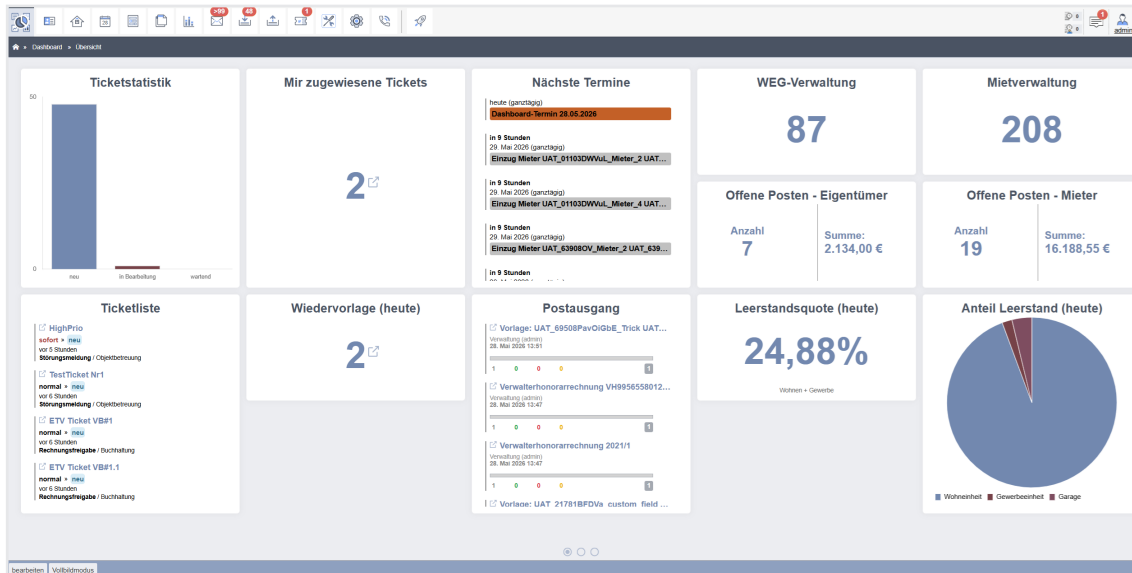 >99
48
1
0
0
1
admin
» Dashboard » Übersicht
Ticketstatistik
50
0
neu
In Bearbeitung
wartend
Mir zugewiesene Tickets
2
Nächste Termine
heute (ganztägig)
Dashboard-Termin 28.05.2026
in 9 Stunden
29. Mai 2026 (ganztägig)
Einzug Mieter UAT_01103DWVuL_Mieter_2 UAT...
in 9 Stunden
29. Mai 2026 (ganztägig)
Einzug Mieter UAT_01103DWVuL_Mieter_4 UAT...
in 9 Stunden
29. Mai 2026 (ganztägig)
Einzug Mieter UAT_63908OV_Mieter_2 UAT_639...
in 9 Stunden
WEG-Verwaltung
87
Mietverwaltung
208
Offene Posten - Eigentümer
Anzahl
7
Summe:
2.134,00 €
Offene Posten - Mieter
Anzahl
19
Summe:
16.188,55 €
Ticketliste
HighPrio
sofort » neu
vor 5 Stunden
Störungsmeldung / Objektbetreuung
TestTicket Nr1
normal » neu
vor 6 Stunden
Störungsmeldung / Objektbetreuung
ETV Ticket VB#1
normal » neu
vor 6 Stunden
Rechnungsfreigabe / Buchhaltung
ETV Ticket VB#1.1
normal » neu
vor 6 Stunden
Rechnungsfreigabe / Buchhaltung
Wiedervorlage (heute)
2
Postausgang
Vorlage: UAT_69508PavOiGbE_Trick UAT...
Verwaltung (admin)
28. Mai 2026 13:51
1 0 0 0 1
Verwalterhonorarrechnung VH9956558012...
Verwaltung (admin)
28. Mai 2026 13:47
1 0 0 0 1
Verwalterhonorarrechnung 2021/1
Verwaltung (admin)
28. Mai 2026 13:47
1 0 0 0 1
Vorlage: UAT_21781BFDVa_custom_field ...
Leerstandsquote (heute)
24,88%
Wohnen + Gewerbe
Anteil Leerstand (heute)
Wohneinheit Gewerbeeinheit Garage
bearbeiten Vollbildmodus